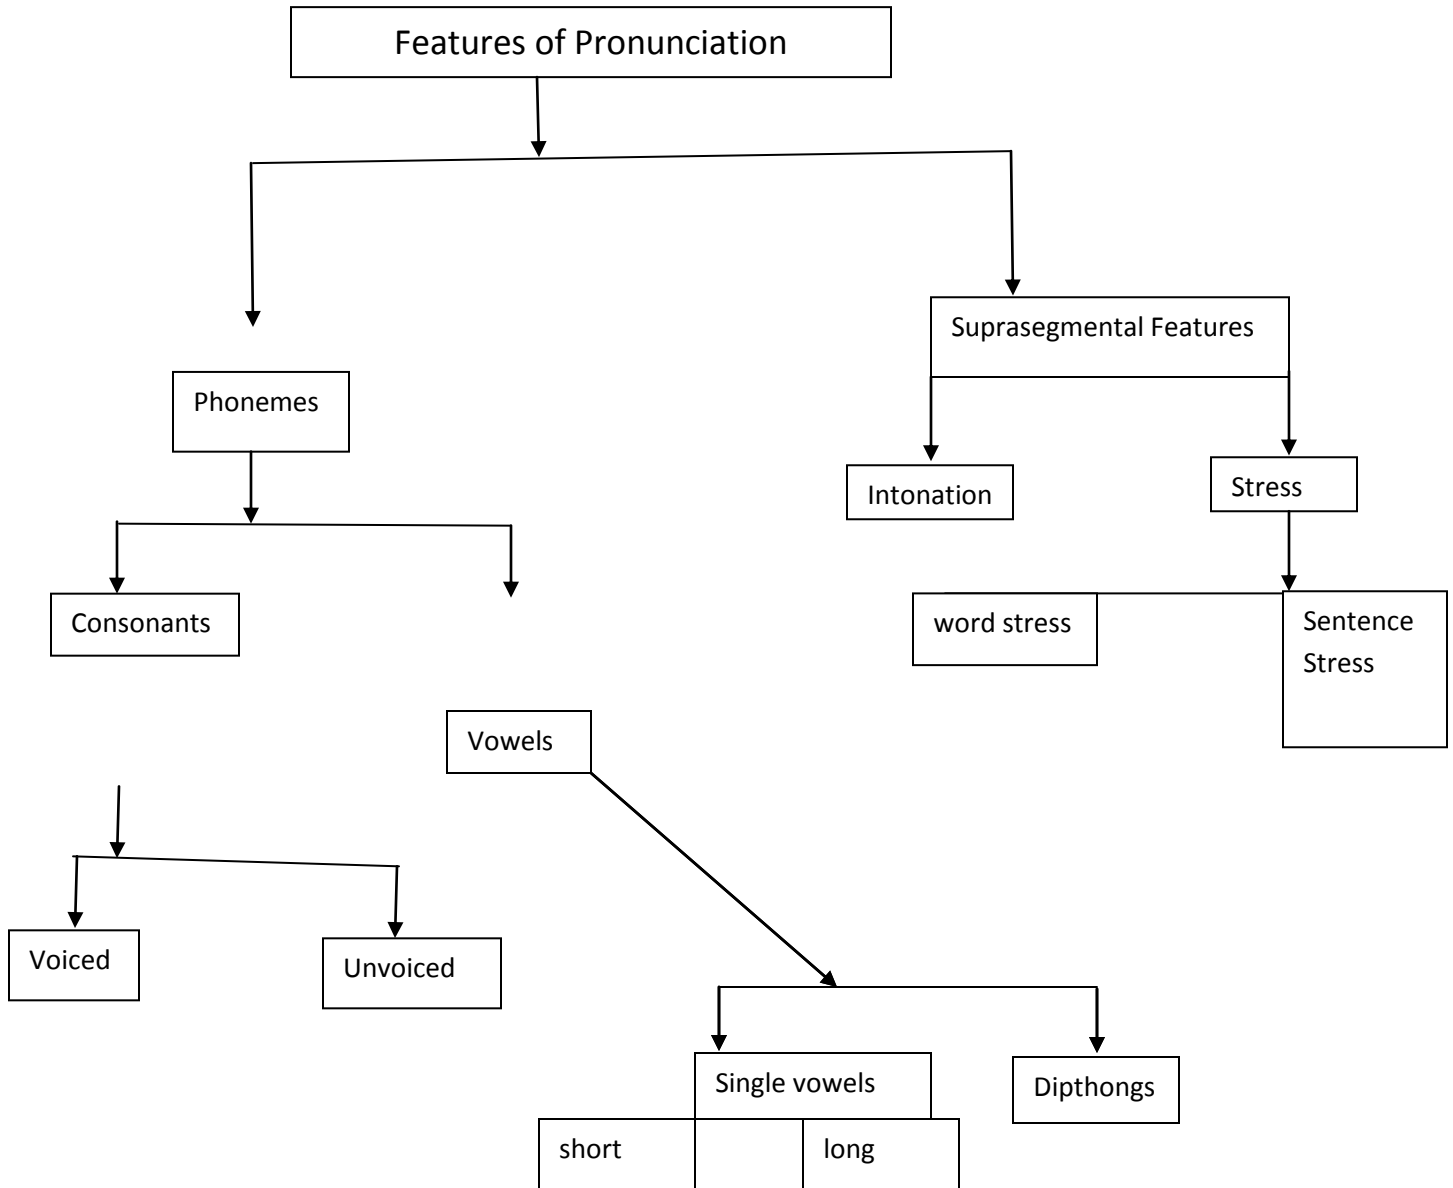 Features of Pronunciation
Suprasegmental Features
Phonemes
Intonation
Stress
Consonants
word stress
Sentence
Stress
Vowels
Voiced
Unvoiced
Single vowels
Dipthongs
short
long